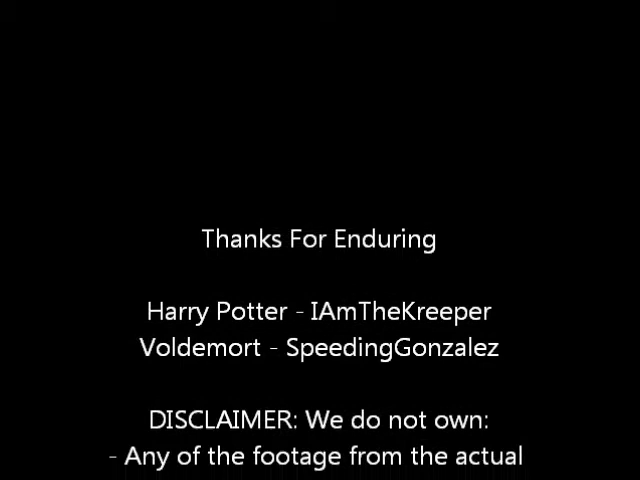 Thanks For Enduring
Harry Potter - IAmTheKreeper
Voldemort - SpeedingGonzalez
DISCLAIMER: We do not own:
- Any of the footage from the actual